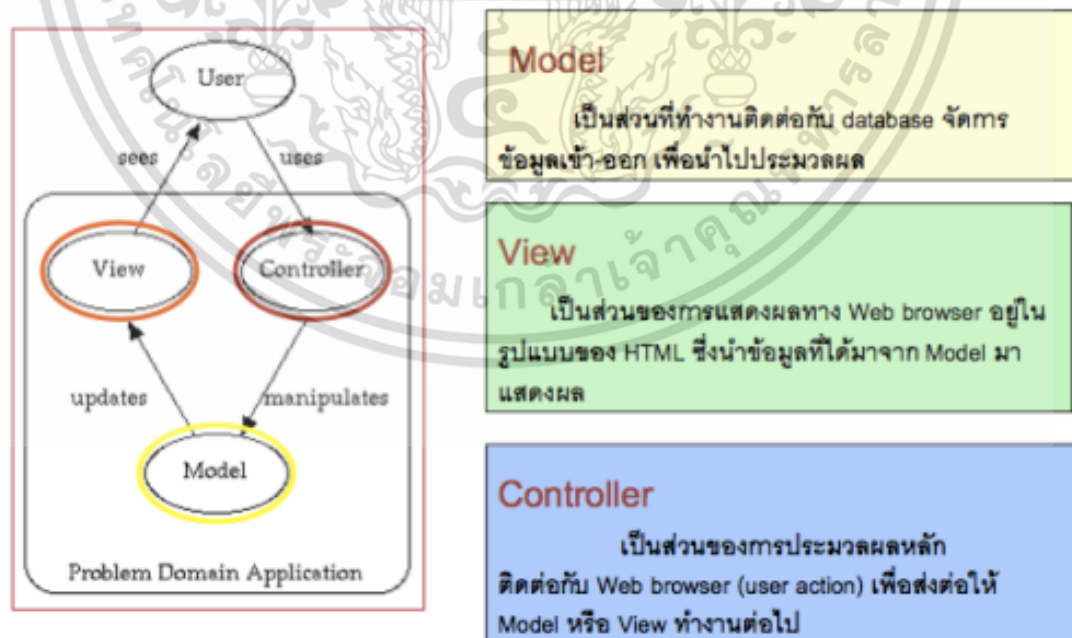 User
sees
uses
View
Controller
updates
manipulates
Model
Problem Domain Application
Model
เป็นส่วนที่ทำงานติดต่อกับ database จัดการ
ข้อมูลเข้า-ออก เพื่อนำไปประมวลผล
View
เป็นส่วนของการแสดงผลทาง Web browser อยู่ใน
รูปแบบของ HTML ซึ่งนำข้อมูลที่ได้มาจาก Model มา
แสดงผล
Controller
เป็นส่วนของการประมวลผลหลัก
ติดต่อกับ Web browser (user action) เพื่อส่งต่อให้
Model หรือ View ทำงานต่อไป